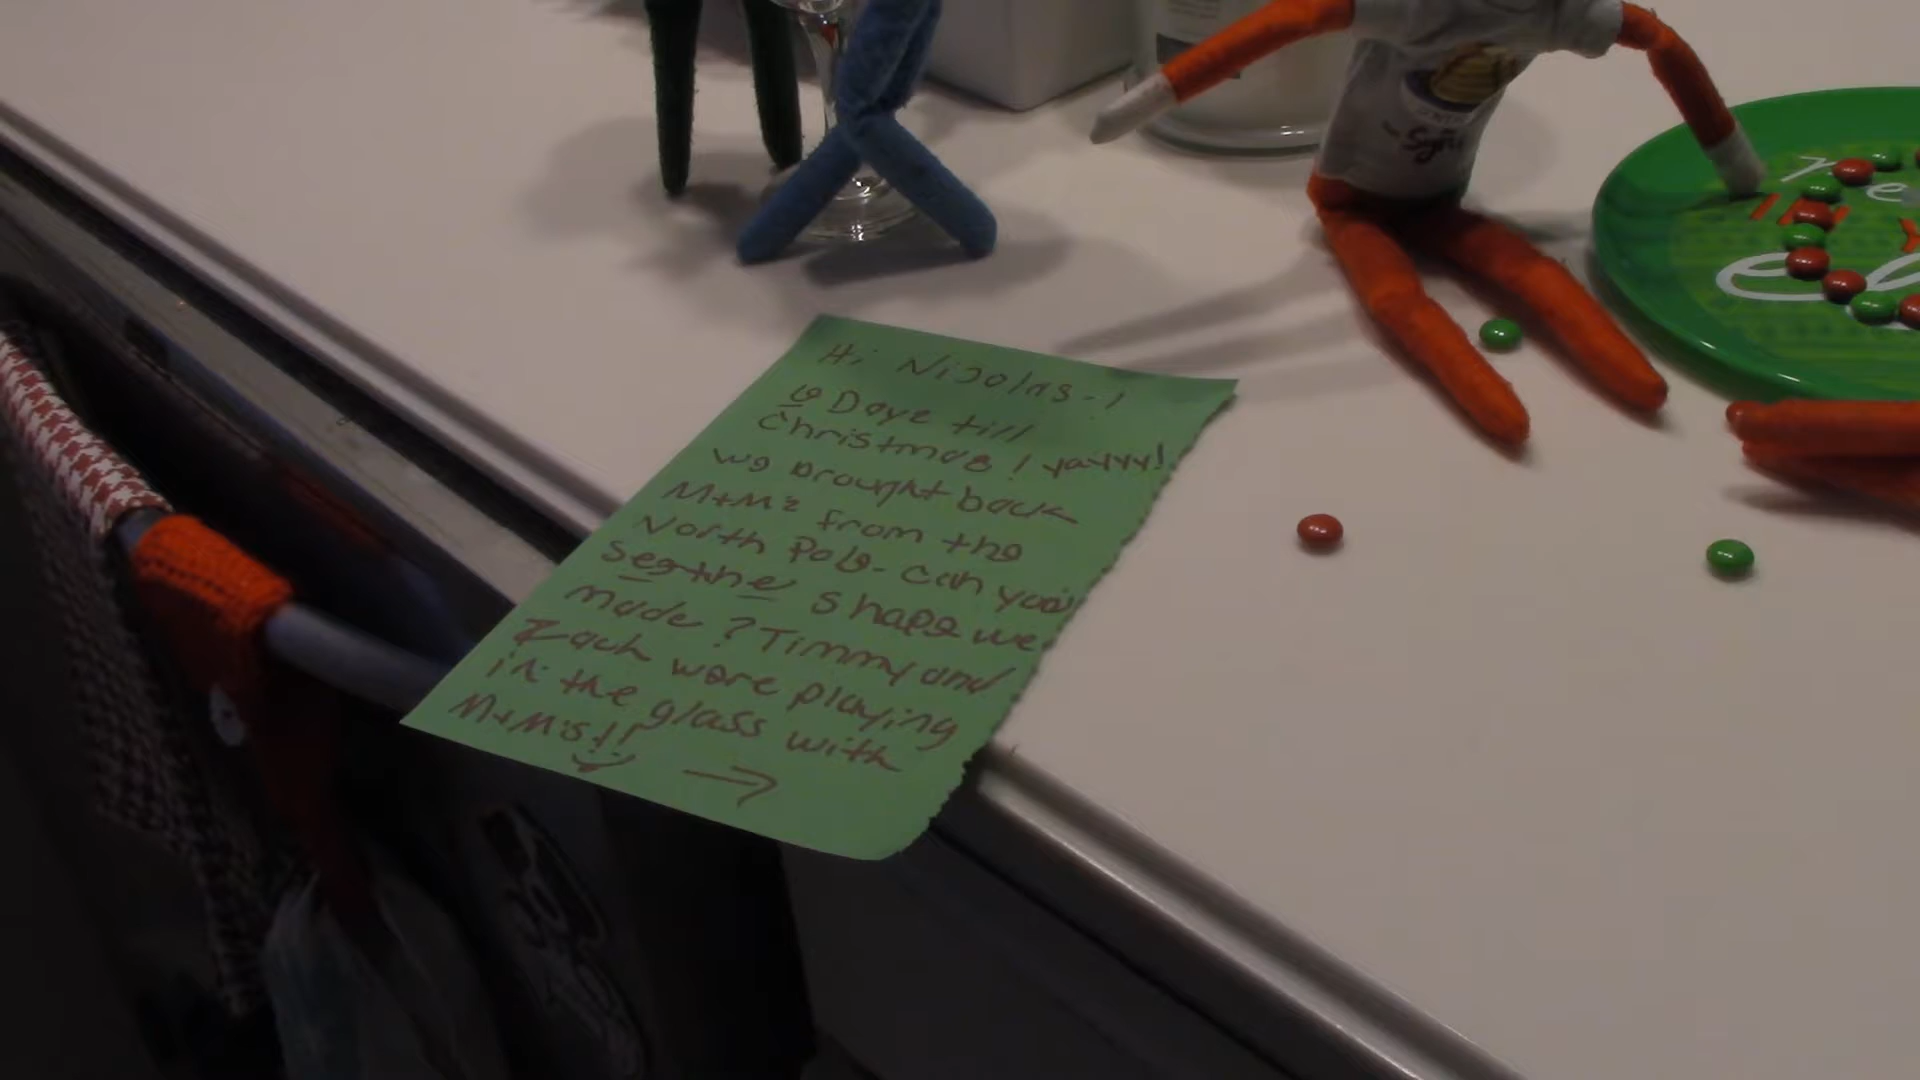 Hi Nicolas-!
6 Days till
Christmas! yayyy!
we brought back
M+M's from the
North Pole. can you
see the shape we
made? Timmy and
Zach were playing
in the glass with
M+M's!!